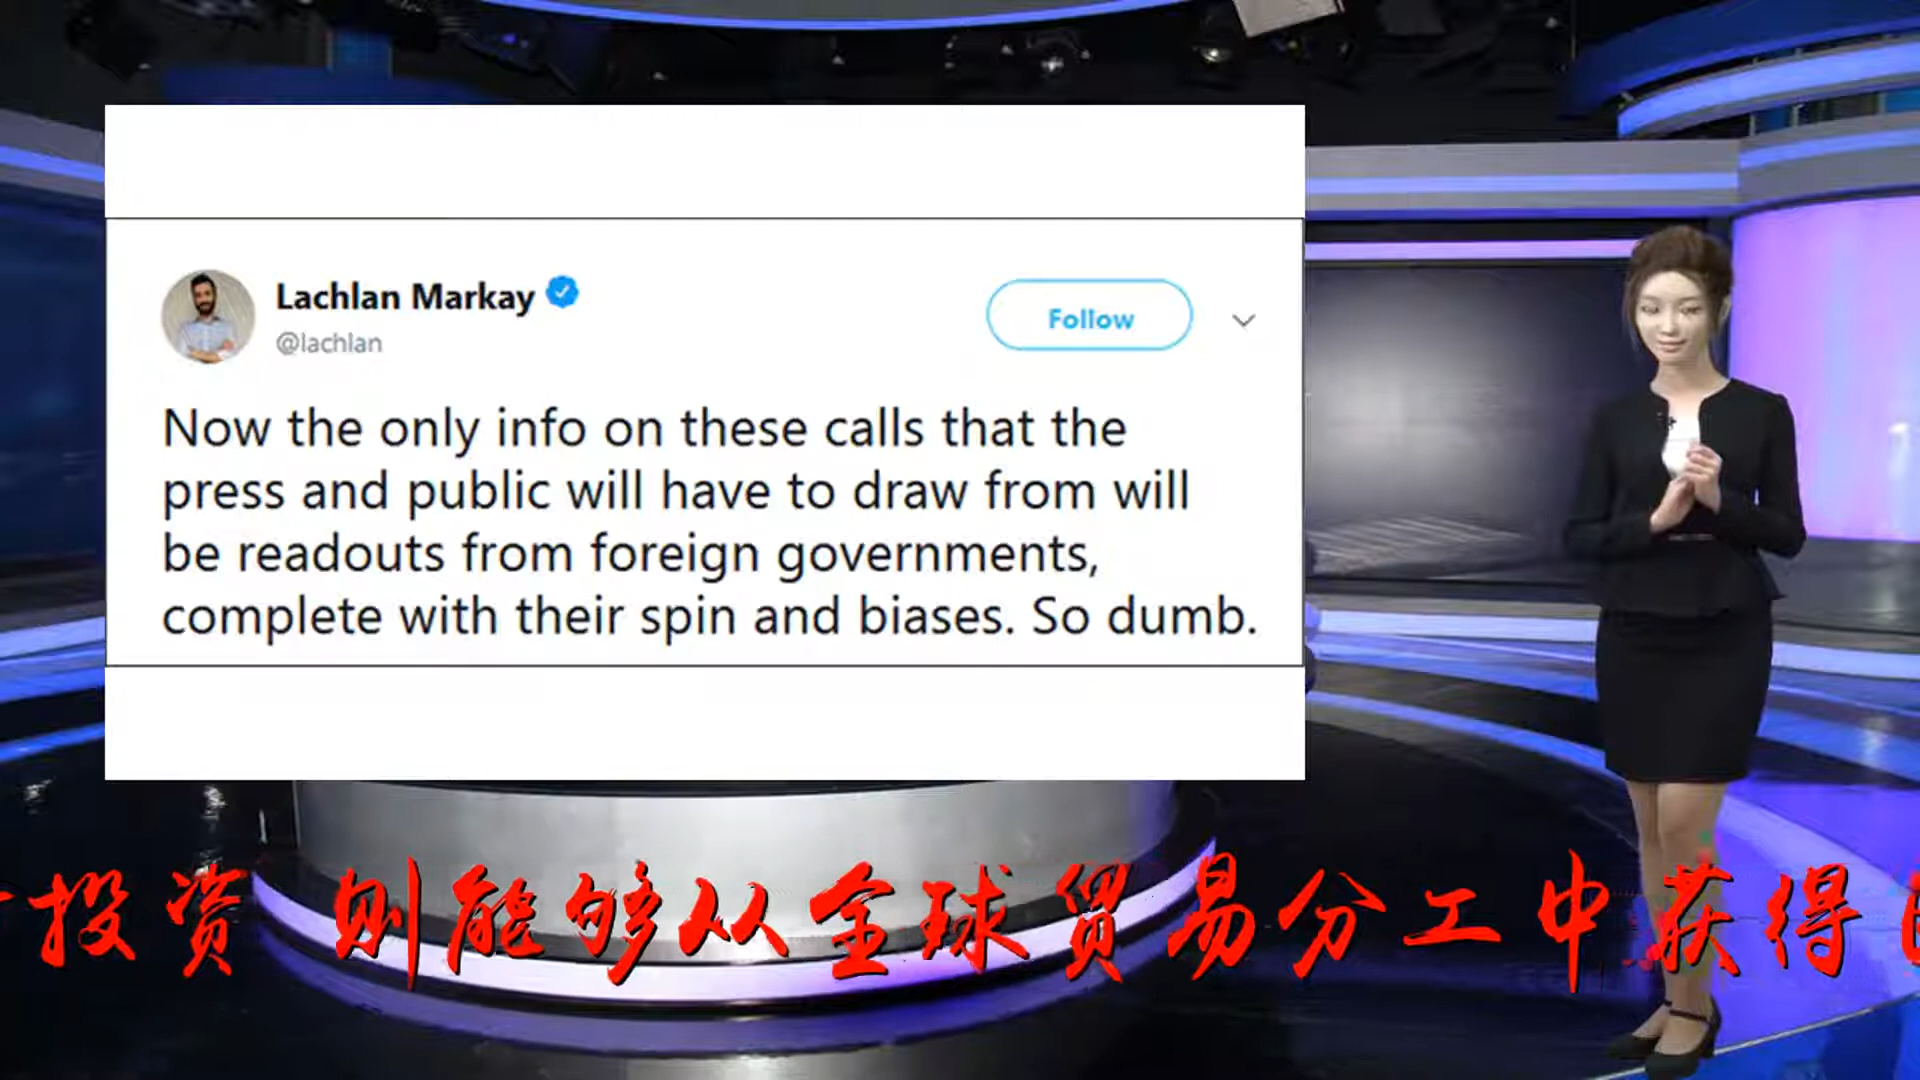 Lachlan Markay
@lachlan
Follow
Now the only info on these calls that the
press and public will have to draw from will
be readouts from foreign governments,
complete with their spin and biases. So dumb.
投资 则能够从全球贸易分工中获得